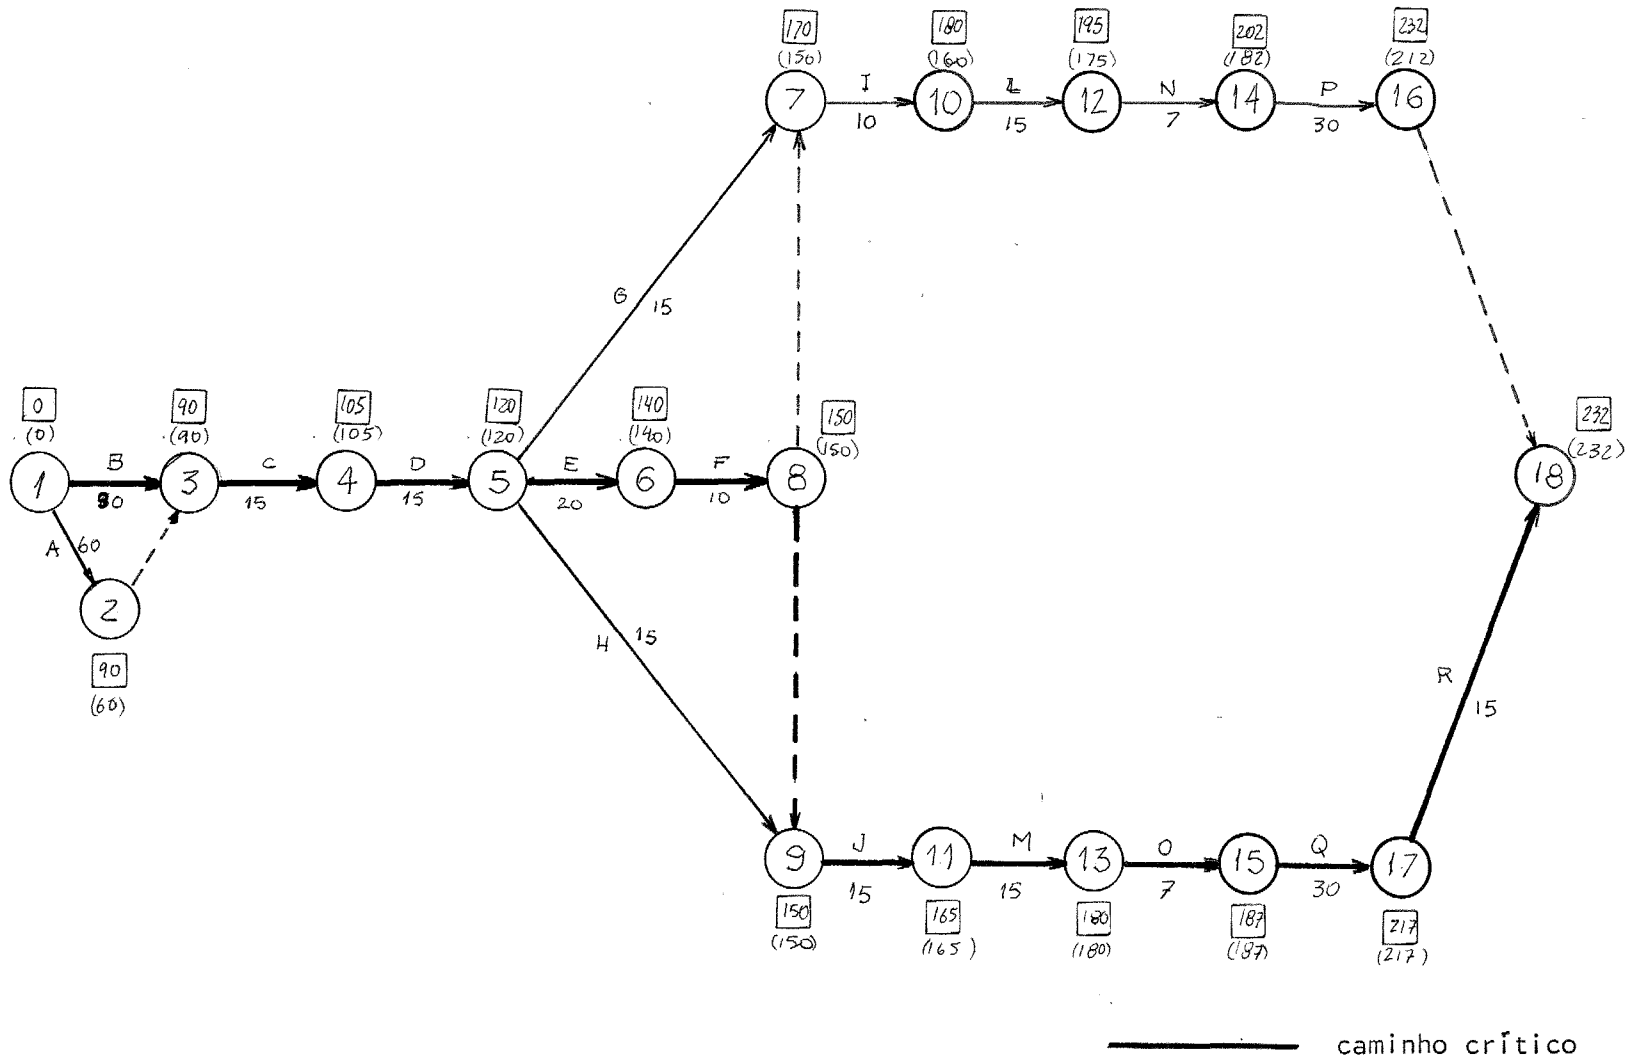 170 180 195 202 232
(150) (160) (175) (182) (212)
7 I 10 L 12 N 14 P 16
10 15 7 30
G 15
0 90 105 120 140 150 232
(0) (90) (105) (120) (140) (150) (232)
1 B 3 C 4 D 5 E 6 F 8 18
90 15 15 20 10
A 60
2
90
(60)
H 15
R 15
9 J 11 M 13 O 15 Q 17
15 15 7 30
150 165 180 187 217
(150) (165) (180) (187) (217)
caminho crítico